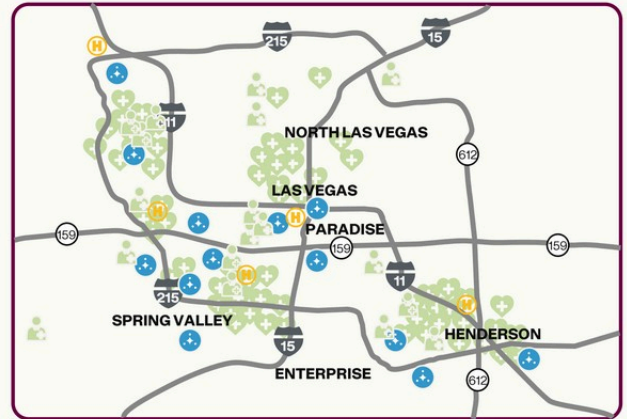 215
15
H
11
NORTH LAS VEGAS
612
LAS VEGAS
H
H
PARADISE
159
159
159
H
11
215
H
SPRING VALLEY
HENDERSON
15
ENTERPRISE
612